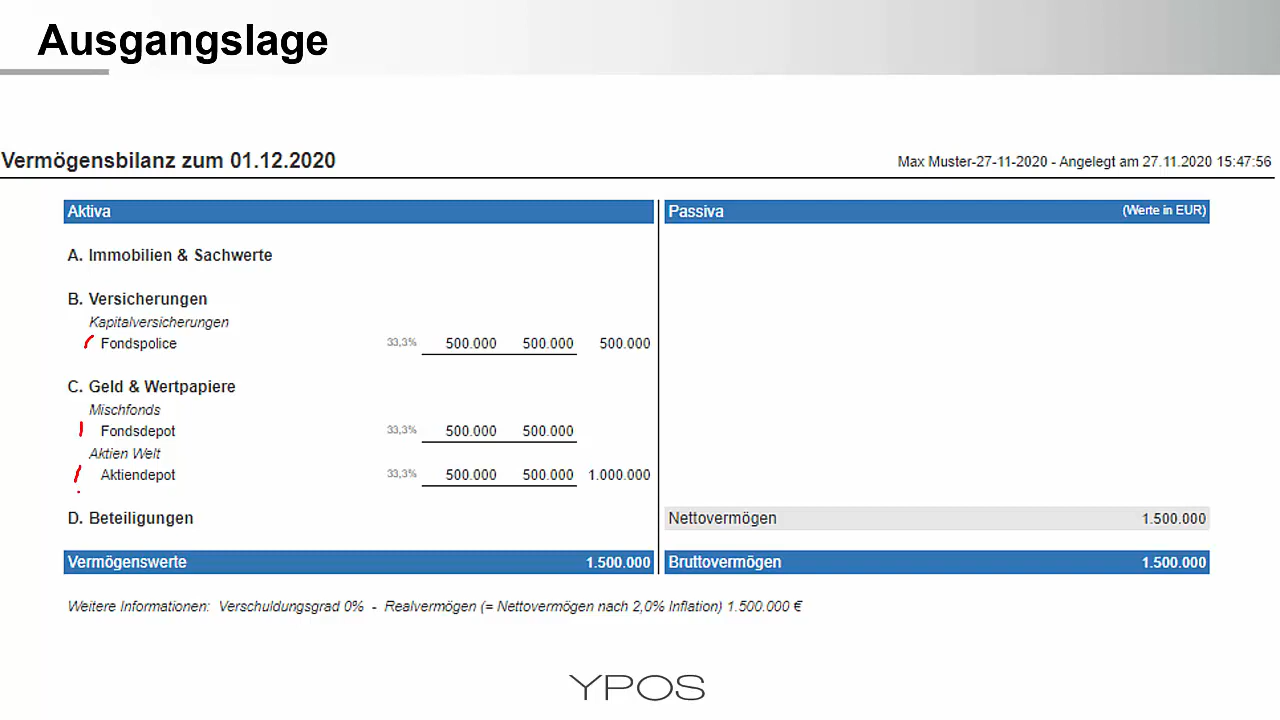 Ausgangslage
Vermögensbilanz zum 01.12.2020
Max Muster-27-11-2020 - Angelegt am 27.11.2020 15:47:56
Aktiva
Passiva (Werte in EUR)
A. Immobilien & Sachwerte
B. Versicherungen
Kapitalversicherungen
Fondspolice 33,3% 500.000 500.000 500.000
C. Geld & Wertpapiere
Mischfonds
Fondsdepot 33,3% 500.000 500.000
Aktien Welt
Aktiendepot 33,3% 500.000 500.000 1.000.000
D. Beteiligungen
Nettovermögen 1.500.000
Vermögenswerte 1.500.000
Bruttovermögen 1.500.000
Weitere Informationen: Verschuldungsgrad 0% - Realvermögen (= Nettovermögen nach 2,0% Inflation) 1.500.000 €
YPOS